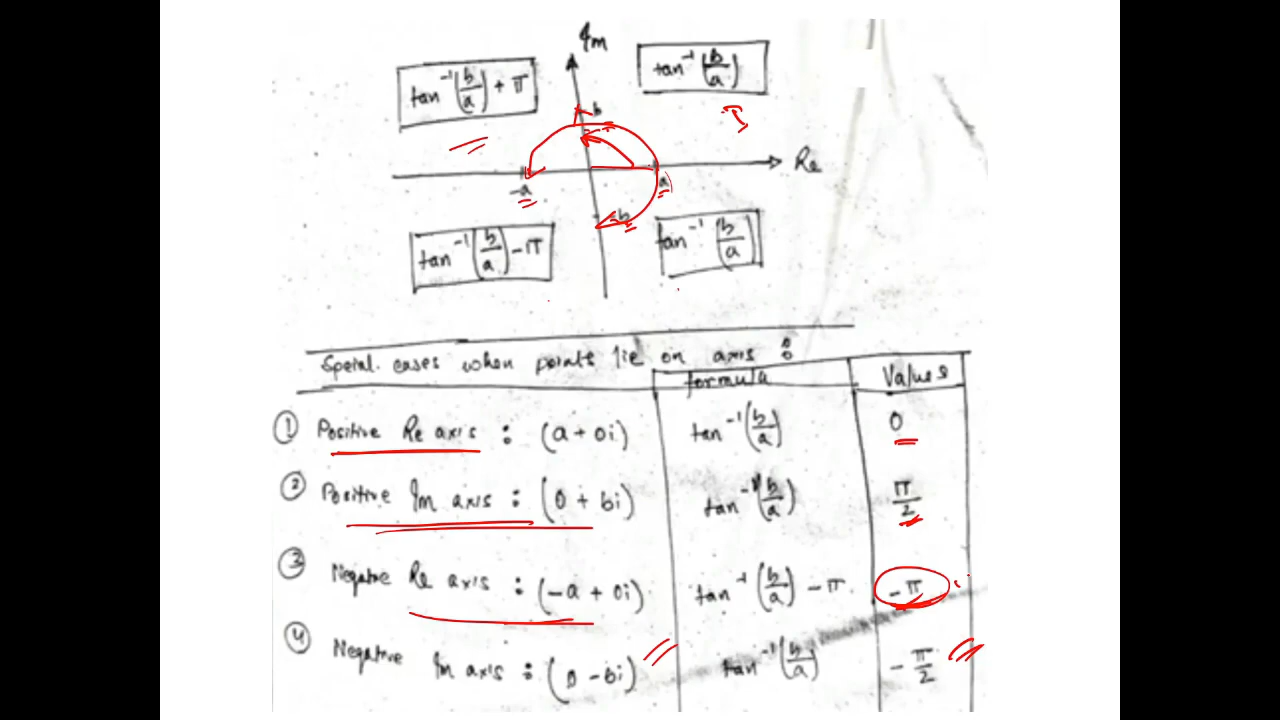 Im
tan⁻¹(b/a) + π
tan⁻¹(b/a)
b
Re
-a
a
-b
tan⁻¹(b/a) - π
tan⁻¹(b/a)
Speial cases when points lie on axis :
formula
Values
① Positive Re axis : (a + 0i) tan⁻¹(b/a) 0
② Positive Im axis : (0 + bi) tan⁻¹(b/a) π/2
③ Negative Re axis : (-a + 0i) tan⁻¹(b/a) - π -π
④ Negative Im axis : (0 - bi) tan⁻¹(b/a) -π/2